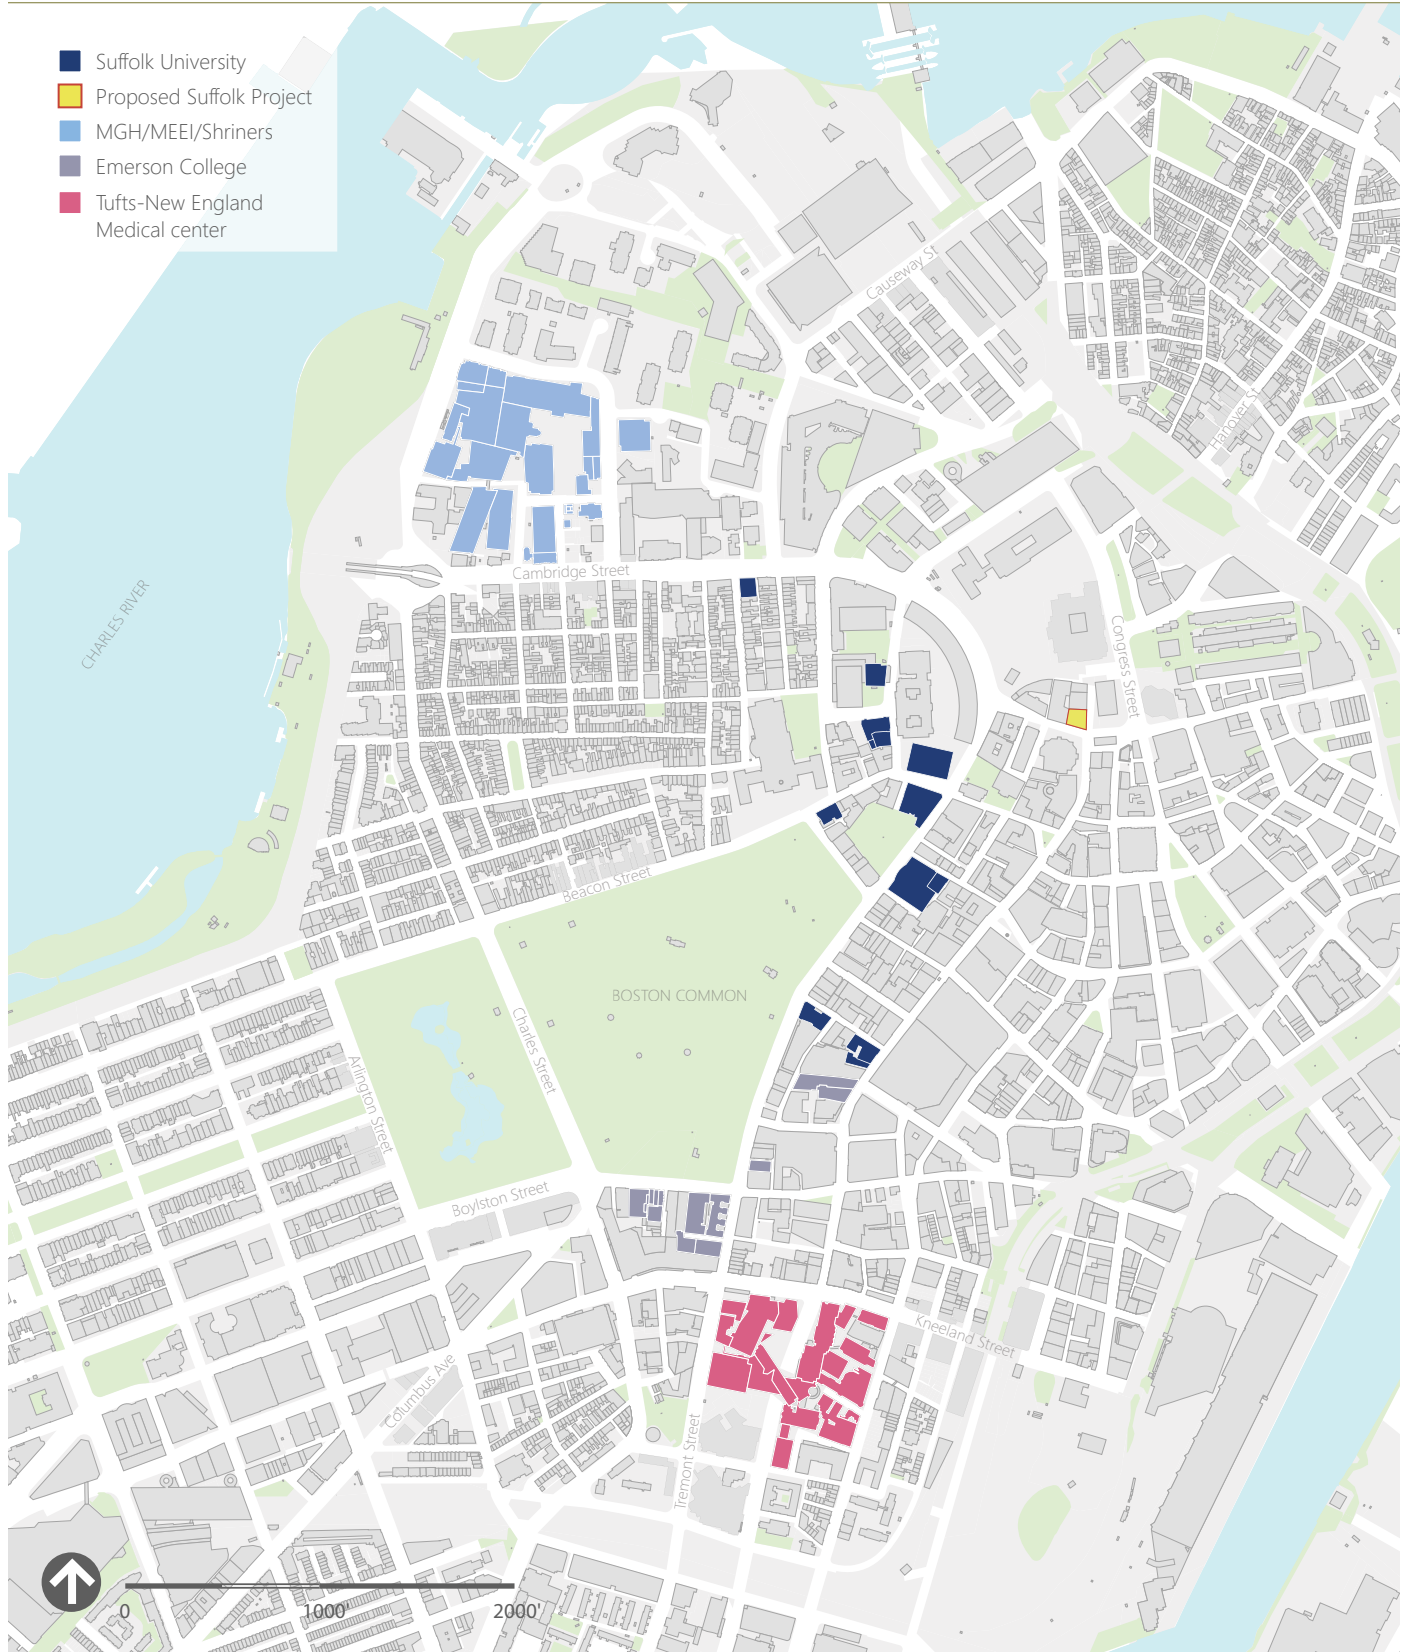 Suffolk University
Proposed Suffolk Project
MGH/MEEI/Shriners
Emerson College
Tufts-New England
Medical center
Causeway St
Hanover St
Cambridge Street
CHARLES RIVER
Congress Street
Beacon Street
BOSTON COMMON
Charles Street
Arlington Street
Boylston Street
Kneeland Street
Columbus Ave
Tremont Street
0 1000' 2000'